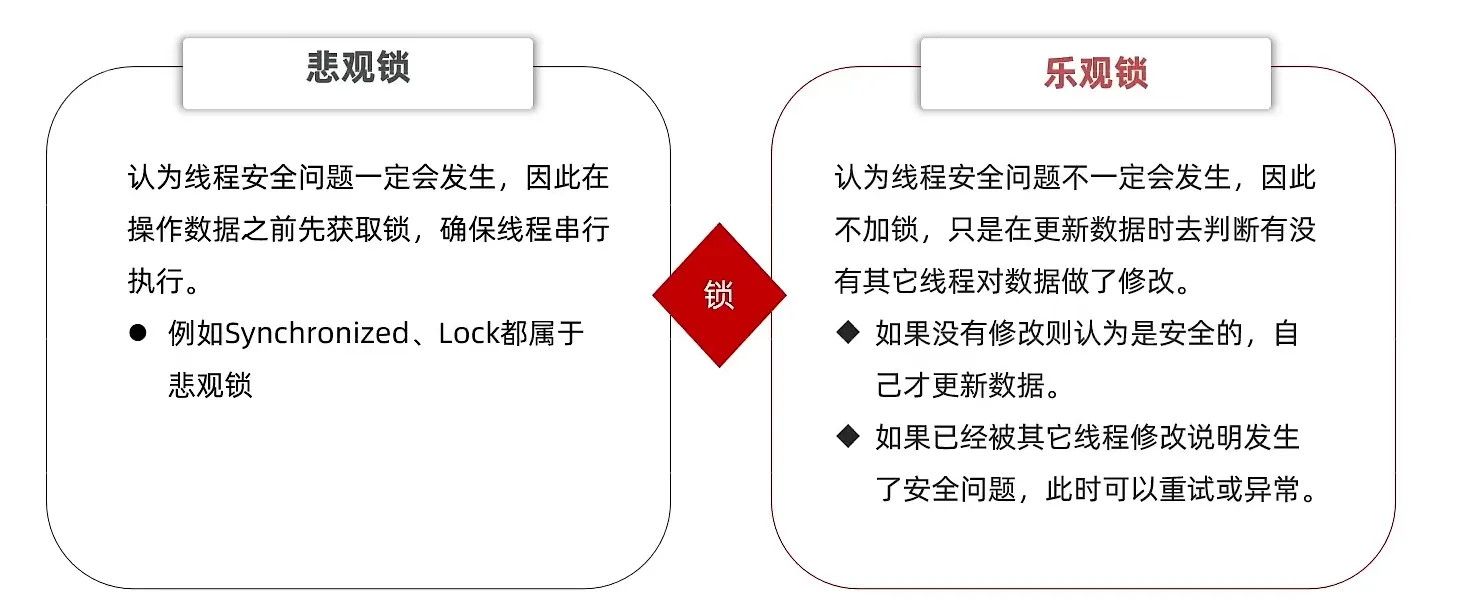 悲观锁
认为线程安全问题一定会发生，因此在
操作数据之前先获取锁，确保线程串行
执行。
● 例如Synchronized、Lock都属于
悲观锁
锁
乐观锁
认为线程安全问题不一定会发生，因此
不加锁，只是在更新数据时去判断有没
有其它线程对数据做了修改。
◆ 如果没有修改则认为是安全的，自
己才更新数据。
◆ 如果已经被其它线程修改说明发生
了安全问题，此时可以重试或异常。